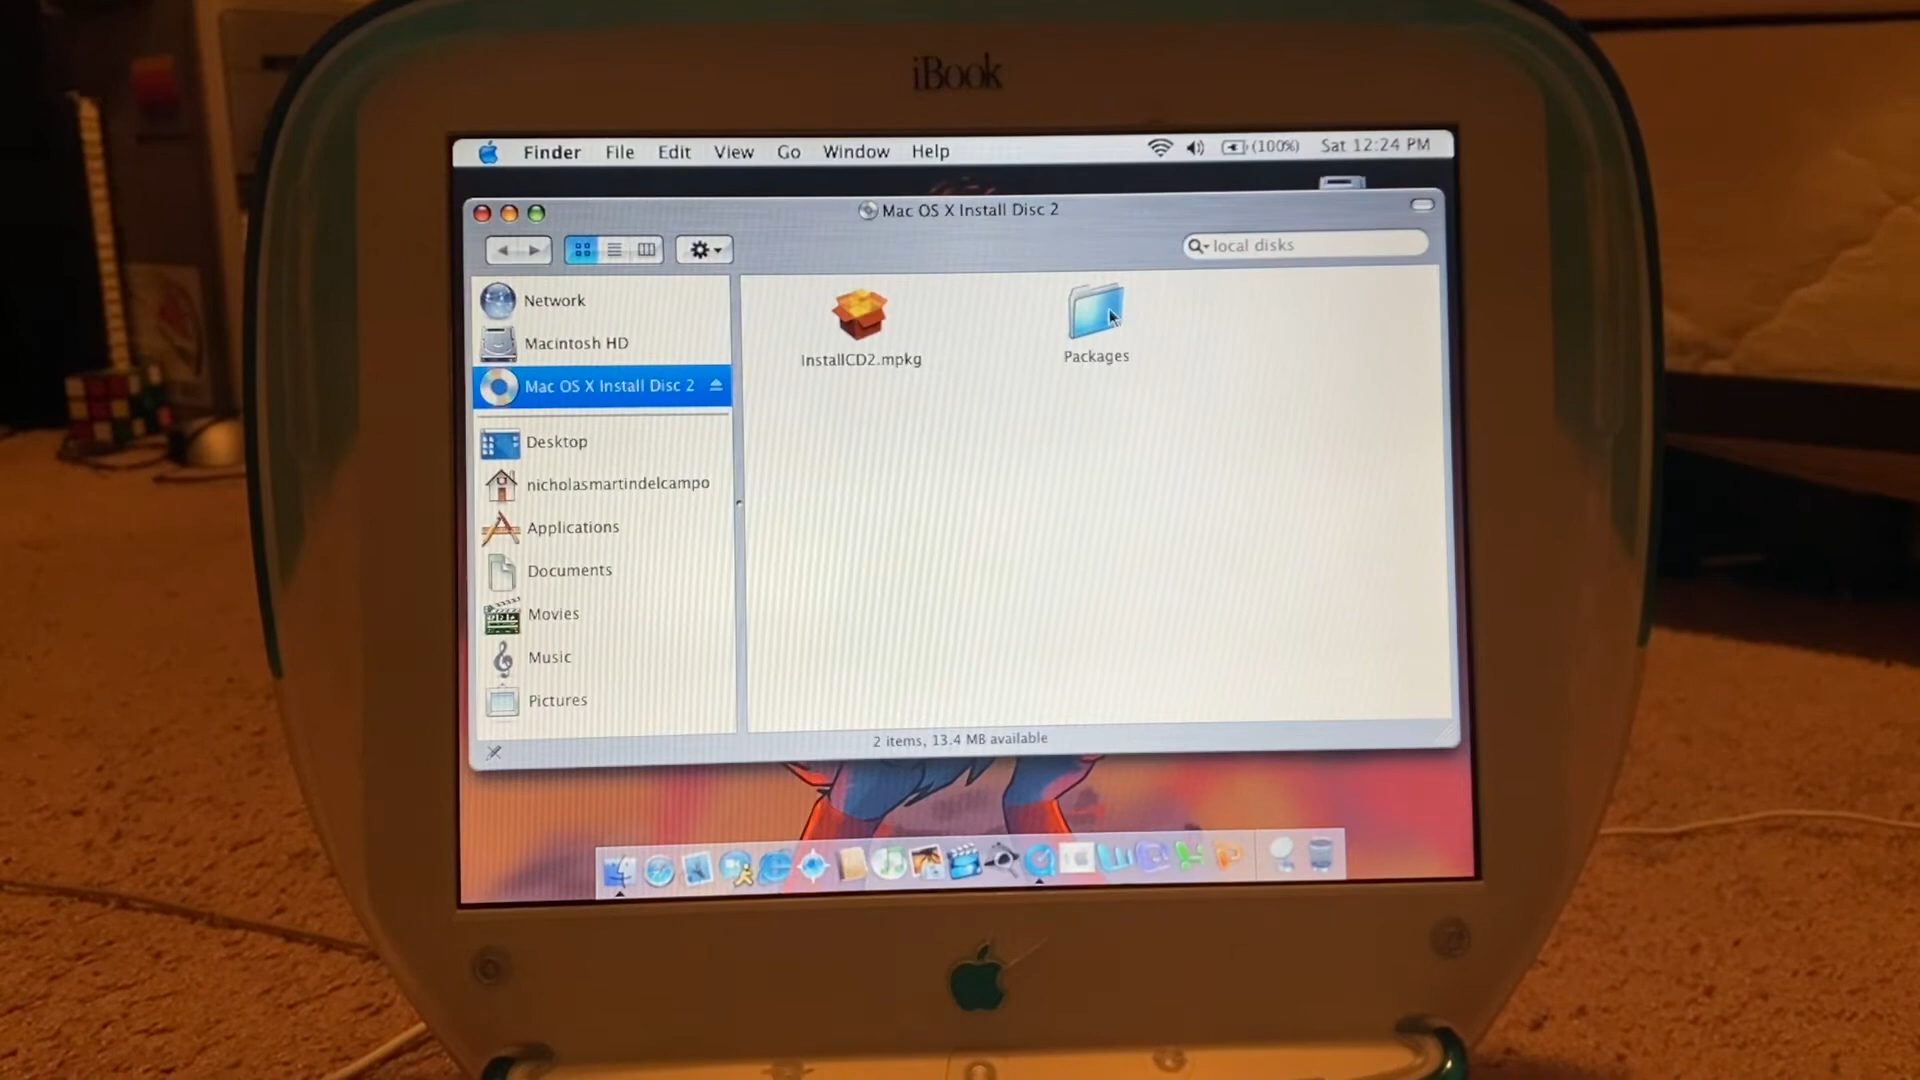 iBook
Finder File Edit View Go Window Help (100%) Sat 12:24 PM
Mac OS X Install Disc 2
local disks
Network
Macintosh HD
Mac OS X Install Disc 2
Desktop
nicholasmartindelcampo
Applications
Documents
Movies
Music
Pictures
InstallCD2.mpkg
Packages
2 items, 13.4 MB available